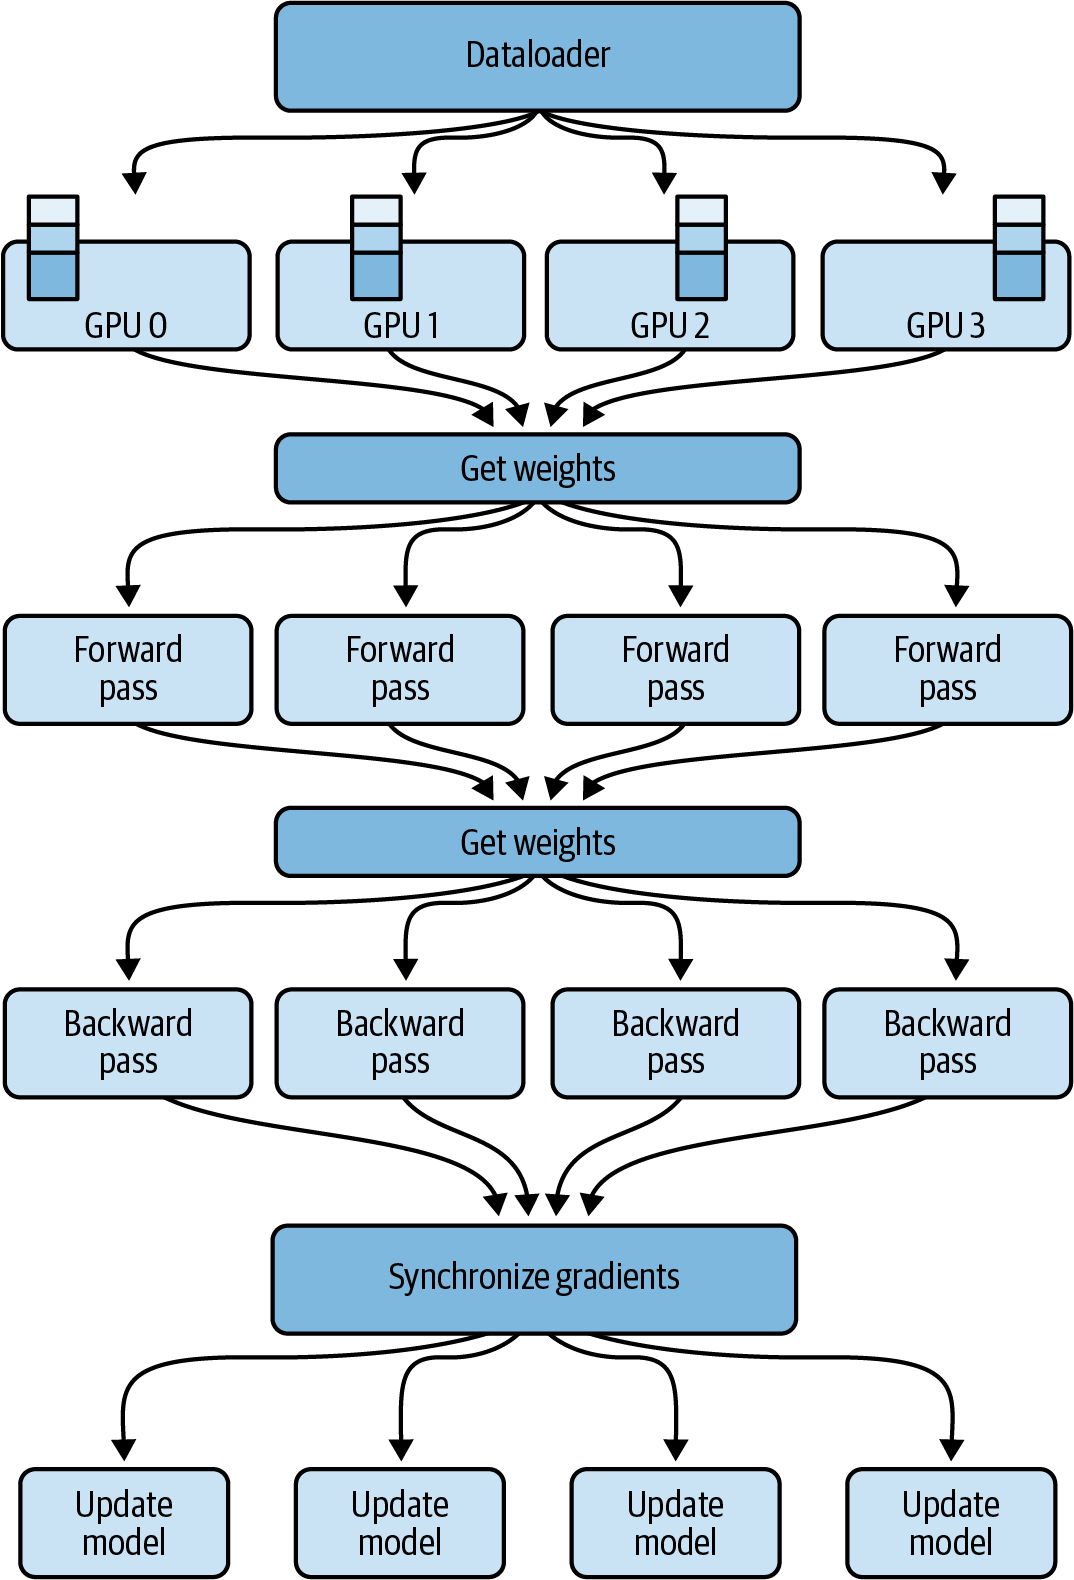 Dataloader
GPU 0
GPU 1
GPU 2
GPU 3
Get weights
Forward
pass
Forward
pass
Forward
pass
Forward
pass
Get weights
Backward
pass
Backward
pass
Backward
pass
Backward
pass
Synchronize gradients
Update
model
Update
model
Update
model
Update
model